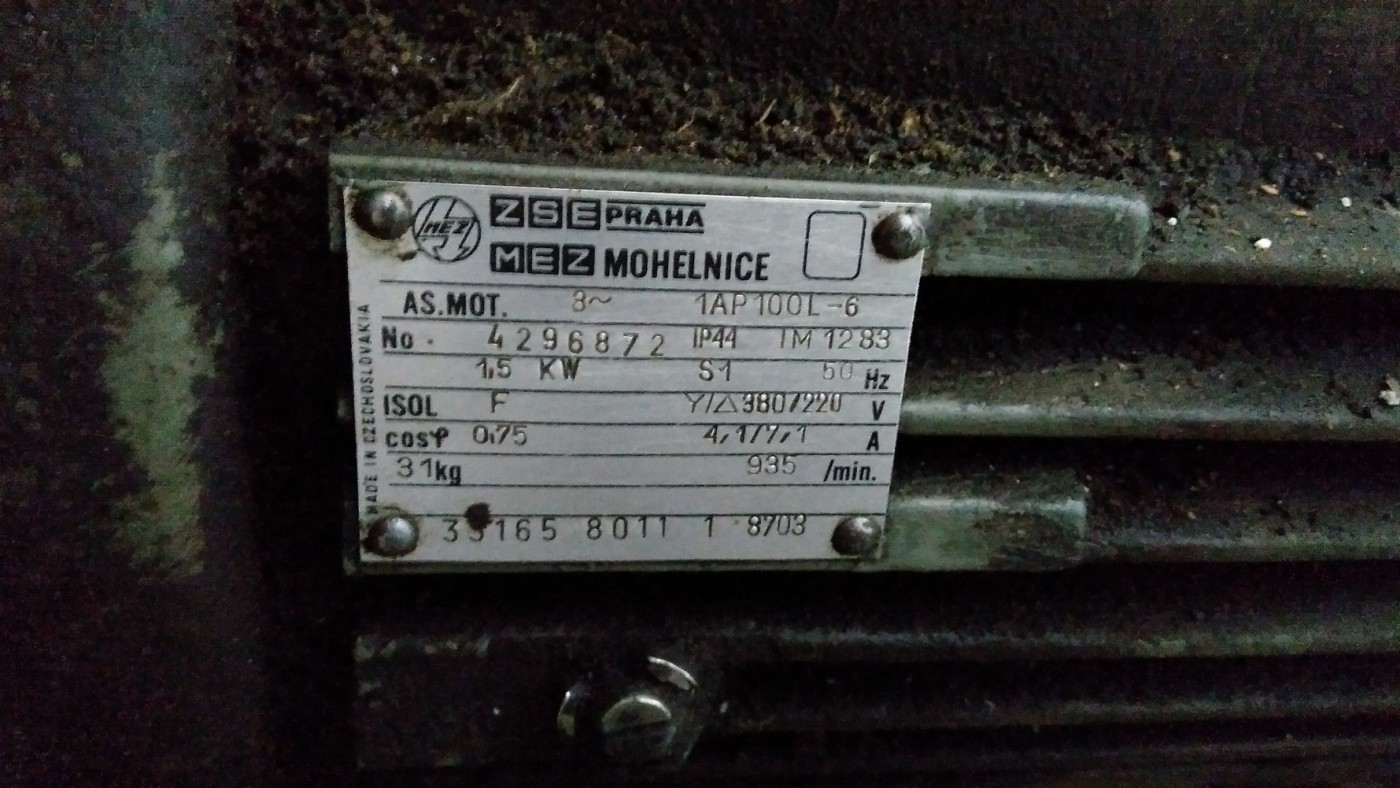 MEZ
ZSE PRAHA
MEZ MOHELNICE
AS.MOT. 3~ 1AP100L-6
No. 4296872 IP44 IM 1283
1,5 KW S1 50 Hz
ISOL F Y/△380/220 V
cosφ 0,75 4,1/7,1 A
31kg 935 /min.
165 8011 1 8703
MADE IN CZECHOSLOVAKIA